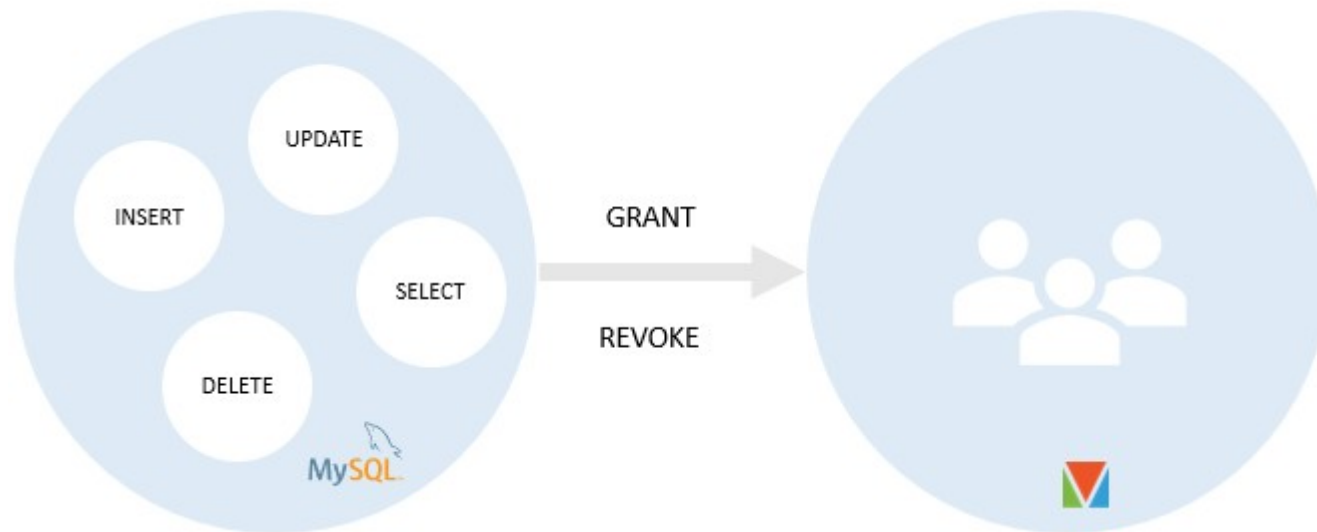 UPDATE
INSERT
GRANT
SELECT
REVOKE
DELETE
MySQL